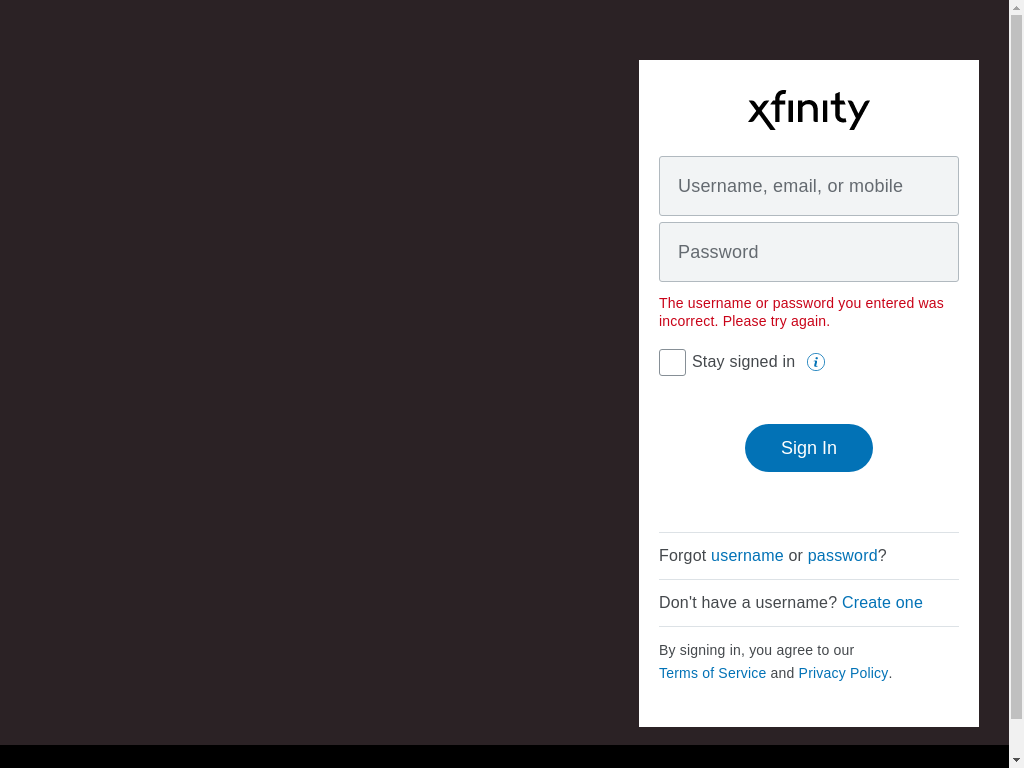 xfinity
Username, email, or mobile
Password
The username or password you entered was
incorrect. Please try again.
Stay signed in
Sign In
Forgot username or password?
Don't have a username? Create one
By signing in, you agree to our
Terms of Service and Privacy Policy.